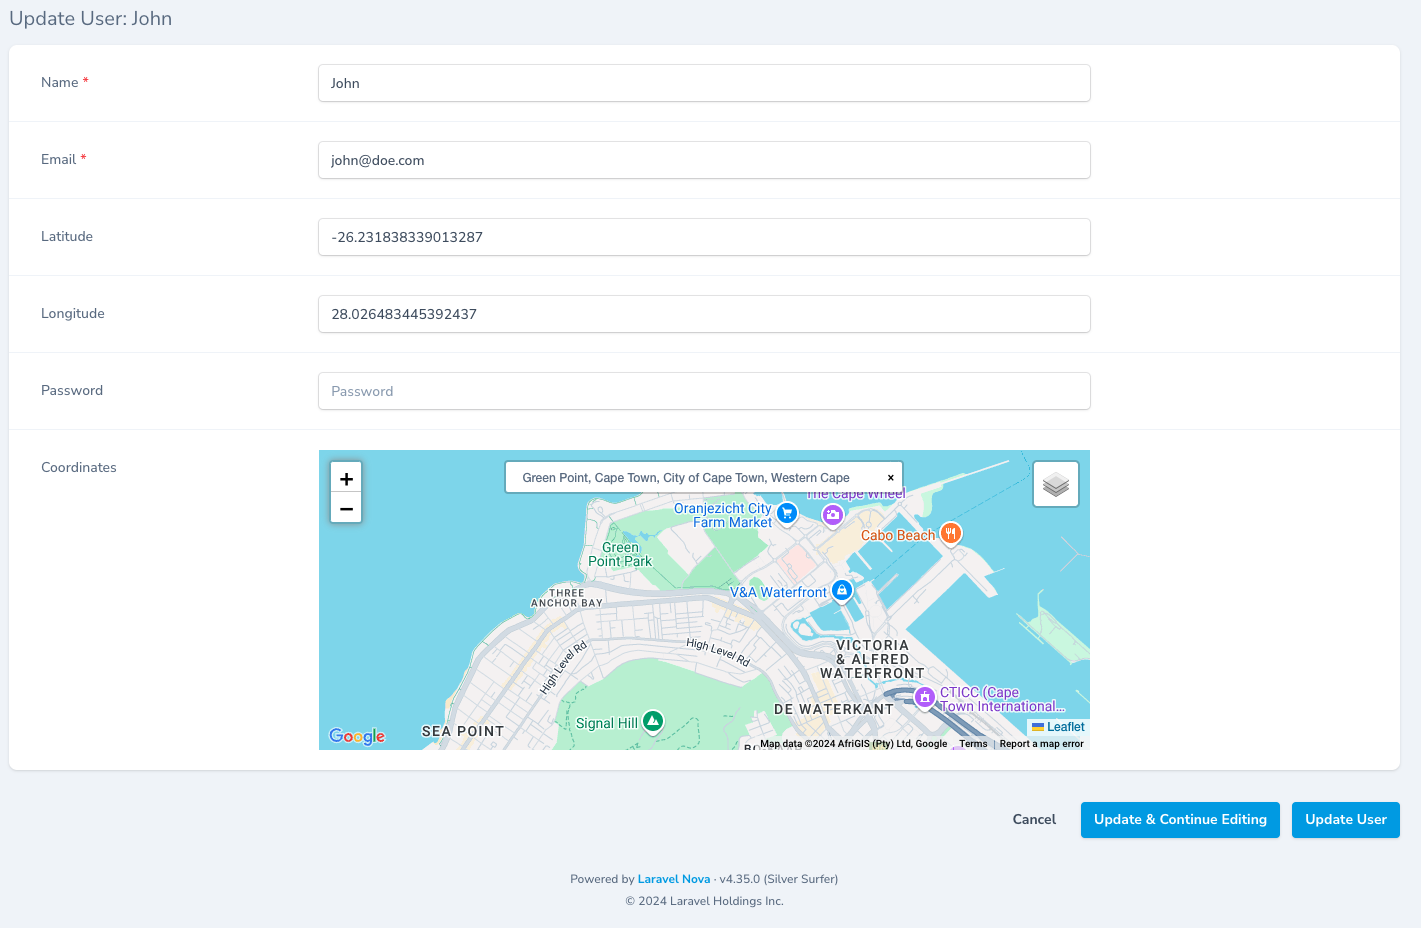 Update User: John
Name *
John
Email *
john@doe.com
Latitude
-26.231838339013287
Longitude
28.026483445392437
Password
Password
Coordinates
+
−
Green Point, Cape Town, City of Cape Town, Western Cape
×
The Cape Wheel
Oranjezicht City
Farm Market
Cabo Beach
Green
Point Park
V&A Waterfront
THREE
ANCHOR BAY
High Level Rd
High Level Rd
VICTORIA
& ALFRED
WATERFRONT
CTICC (Cape
Town International...
DE WATERKANT
Signal Hill
SEA POINT
Leaflet
Google
Map data ©2024 AfriGIS (Pty) Ltd, Google
Terms
Report a map error
Cancel
Update & Continue Editing
Update User
Powered by Laravel Nova · v4.35.0 (Silver Surfer)
© 2024 Laravel Holdings Inc.